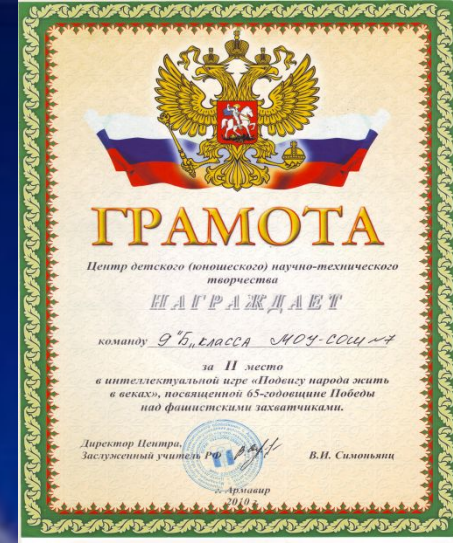 ГРАМОТА
Центр детского (юношеского) научно-технического
творчества
НАГРАЖДАЕТ
команду 9 "Б" класса МОУ-СОШ №7
за II место
в интеллектуальной игре «Подвигу народа жить
в веках», посвященной 65-годовщине Победы
над фашистскими захватчиками.
Директор Центра,
Заслуженный учитель РФ В.И. Симоньянц
г. Армавир
2010 г.